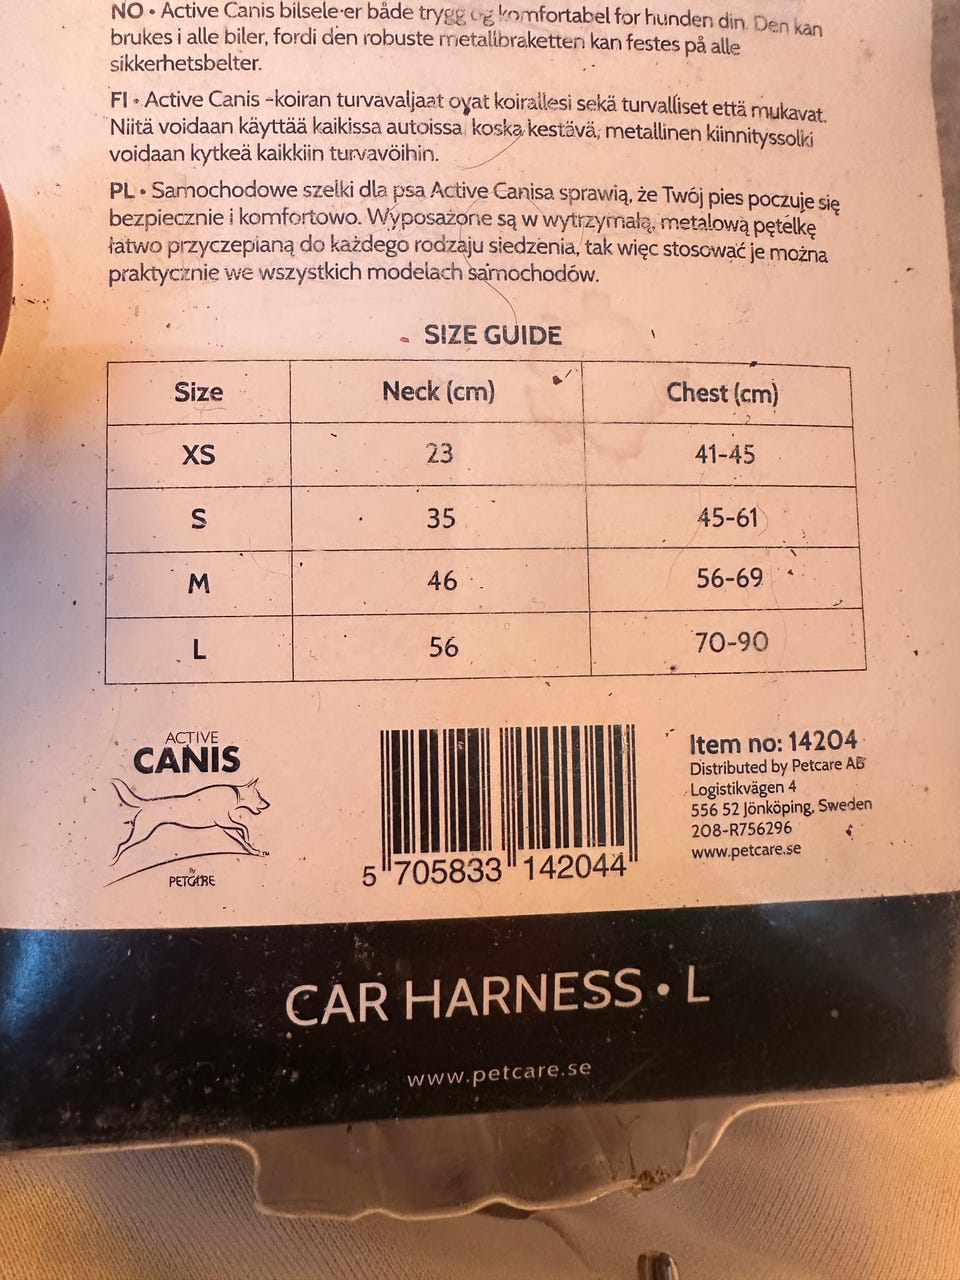 NO • Active Canis bilsele er både trygg og komfortabel for hunden din. Den kan
brukes i alle biler, fordi den robuste metallbraketten kan festes på alle
sikkerhetsbelter.
FI • Active Canis -koiran turvavaljaat ovat koirallesi sekä turvalliset että mukavat.
Niitä voidaan käyttää kaikissa autoissa, koska kestävä, metallinen kiinnityssolki
voidaan kytkeä kaikkiin turvavöihin.
PL • Samochodowe szelki dla psa Active Canisa sprawią, że Twój pies poczuje się
bezpiecznie i komfortowo. Wyposażone są w wytrzymałą, metalową pętelkę
łatwo przyczepianą do każdego rodzaju siedzenia, tak więc stosować je można
praktycznie we wszystkich modelach samochodów.
SIZE GUIDE
Size Neck (cm) Chest (cm)
XS 23 41-45
S 35 45-61
M 46 56-69
L 56 70-90
ACTIVE
CANIS
TM
By
PETCARE
5 705833 142044
Item no: 14204
Distributed by Petcare AB
Logistikvägen 4
556 52 Jönköping, Sweden
208-R756296
www.petcare.se
CAR HARNESS • L
www.petcare.se